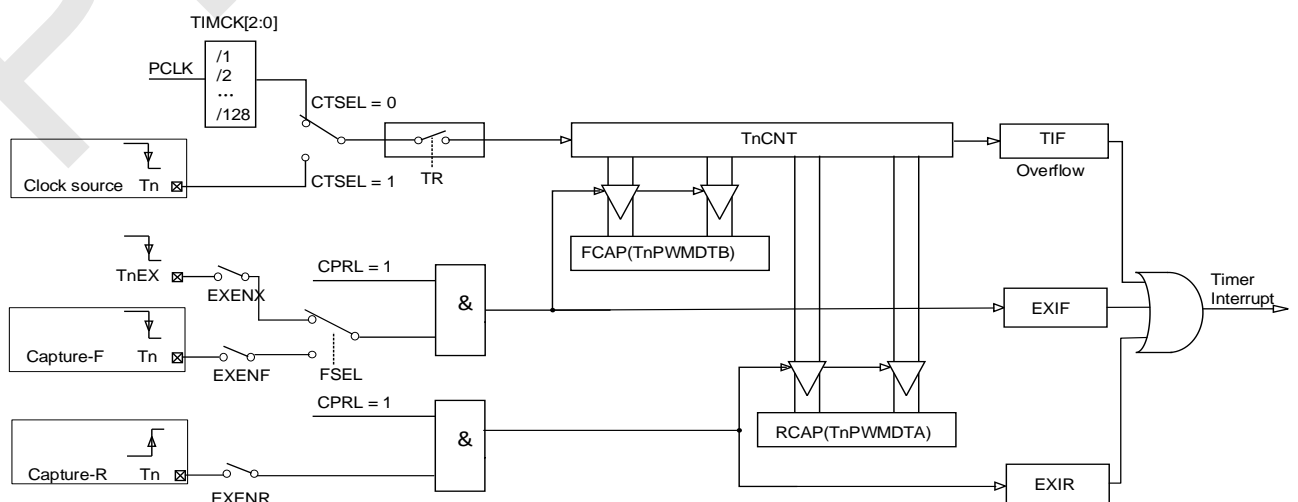 TIMCK[2:0]
/1
PCLK
/2
...
/128
CTSEL = 0
TnCNT
TIF
Overflow
Clock source Tn
CTSEL = 1
TR
FCAP(TnPWMDTB)
TnEX
EXENX
CPRL = 1
&
Timer
Interrupt
EXIF
Capture-F Tn
EXENF
FSEL
CPRL = 1
&
RCAP(TnPWMDTA)
Capture-R Tn
EXENR
EXIR